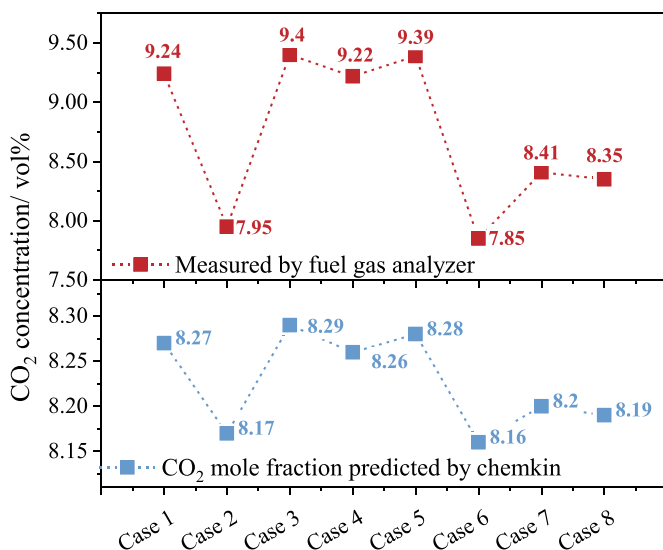 CO₂ concentration/ vol%
9.50
9.00
8.50
8.00
7.50
9.24
7.95
9.4
9.22
9.39
7.85
8.41
8.35
Measured by fuel gas analyzer
8.30
8.25
8.20
8.15
8.27
8.17
8.29
8.26
8.28
8.16
8.2
8.19
CO₂ mole fraction predicted by chemkin
Case 1
Case 2
Case 3
Case 4
Case 5
Case 6
Case 7
Case 8